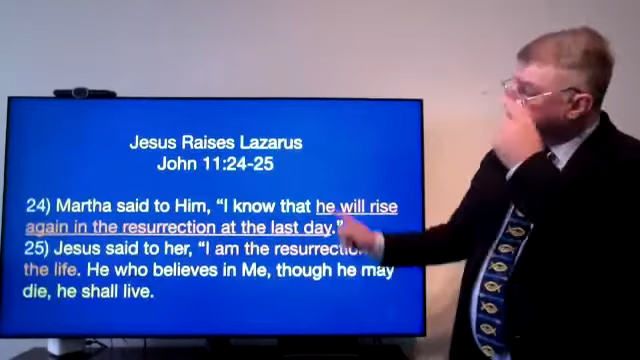 Jesus Raises Lazarus
John 11:24-25
24) Martha said to Him, “I know that he will rise
again in the resurrection at the last day.”
25) Jesus said to her, “I am the
the life. He who believes in Me, though he may
die, he shall live.